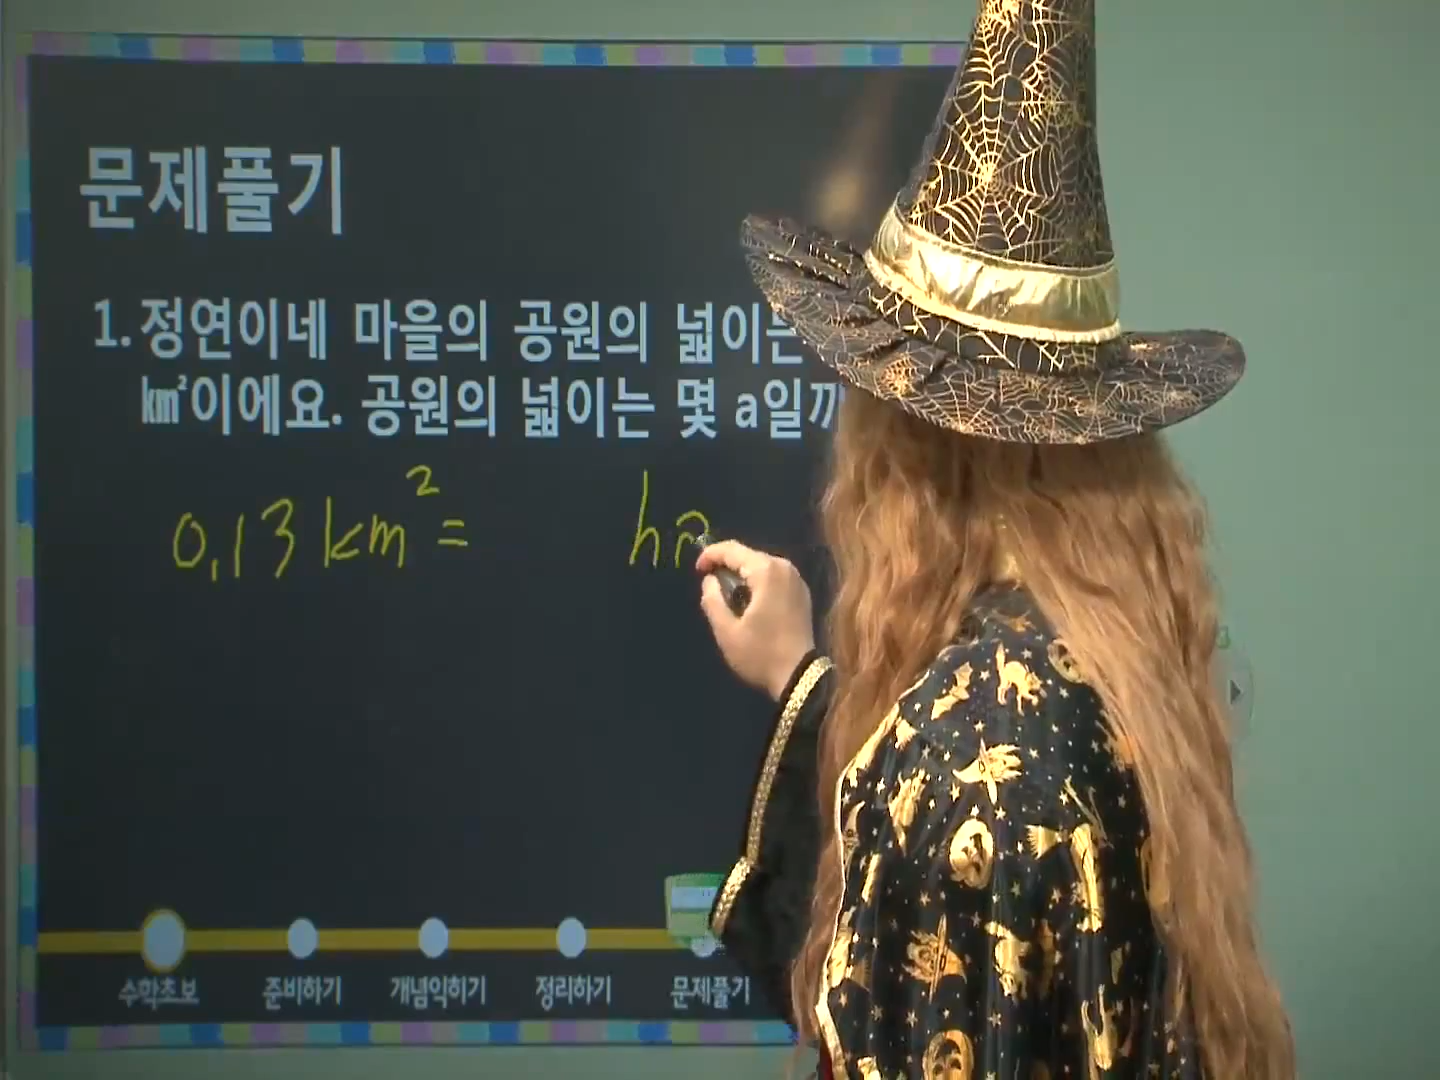 문제풀기
1. 정연이네 마을의 공원의 넓이는
㎢이에요. 공원의 넓이는 몇 a일까
0.13 km² = ha
수학초보 준비하기 개념익히기 정리하기 문제풀기